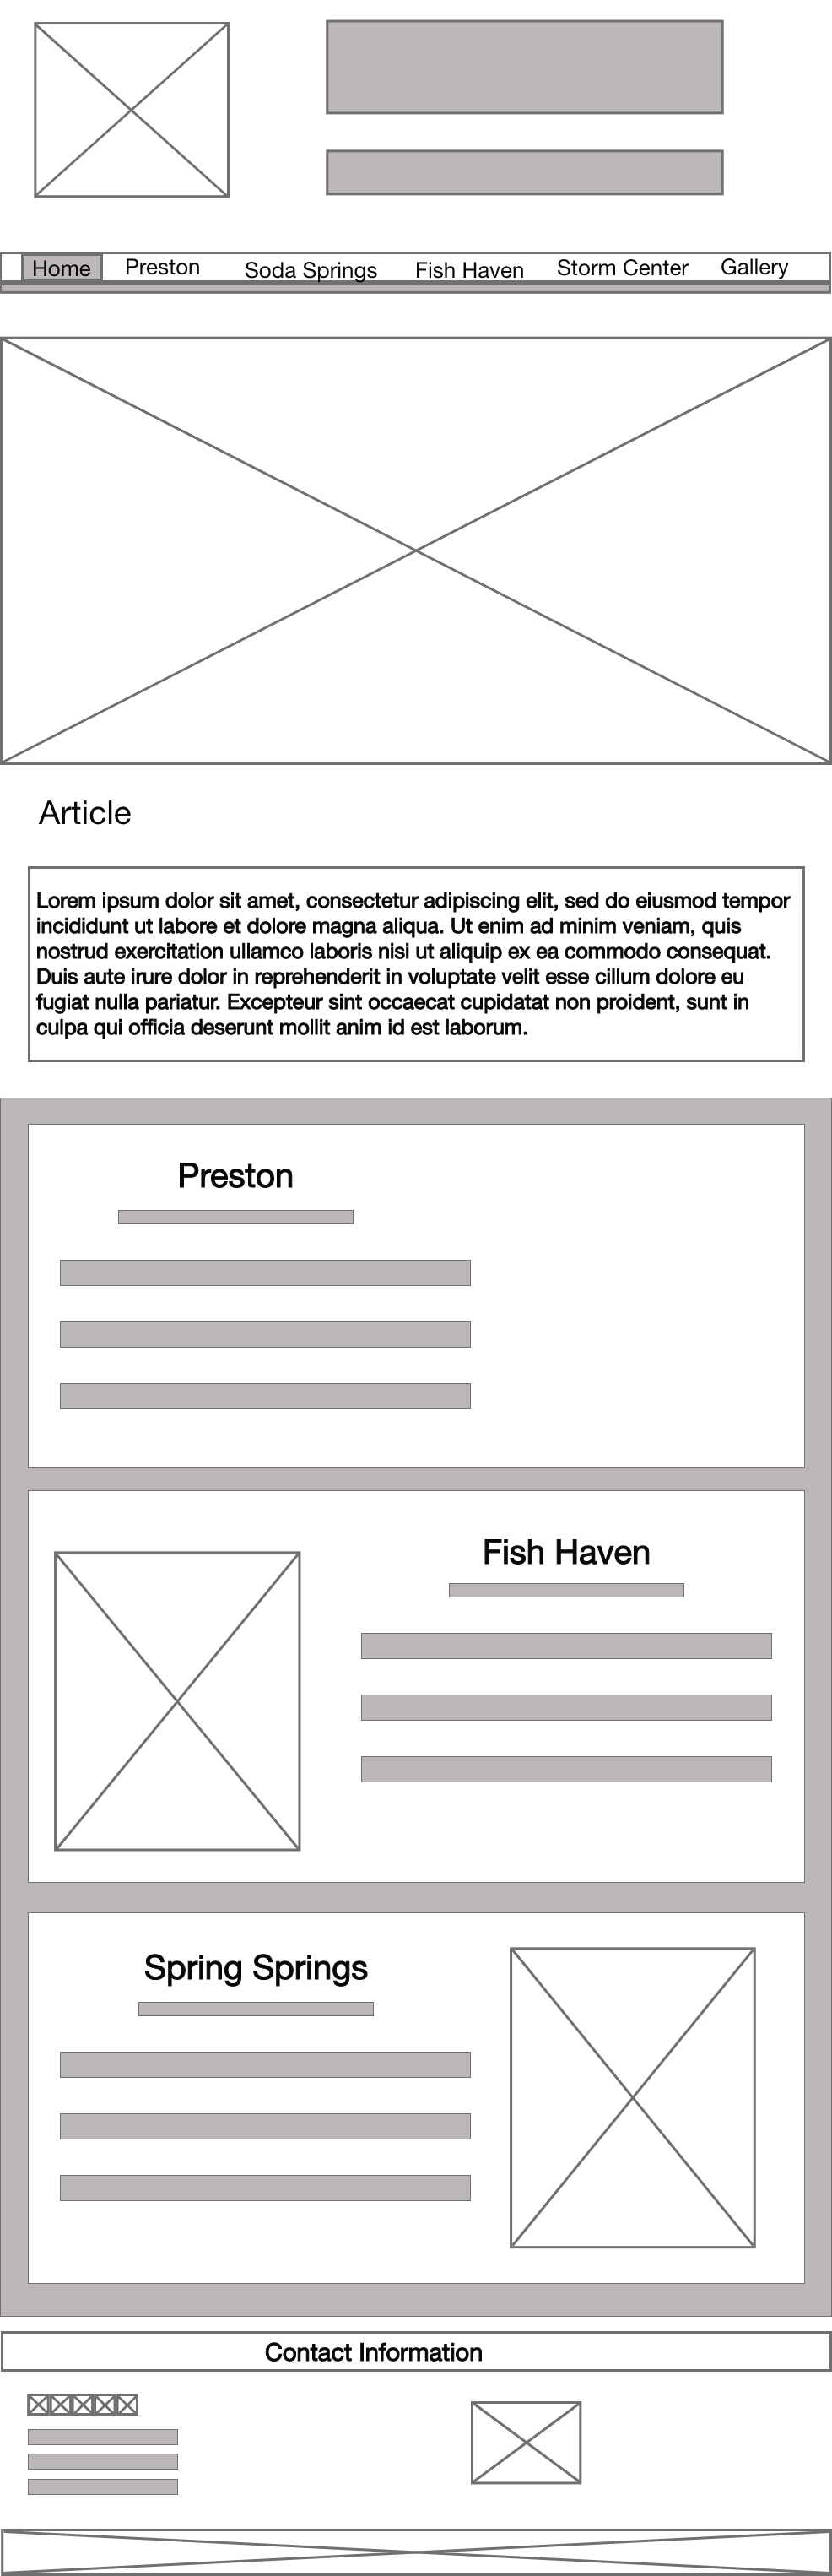 Home Preston Soda Springs Fish Haven Storm Center Gallery
Article
Lorem ipsum dolor sit amet, consectetur adipiscing elit, sed do eiusmod tempor
incididunt ut labore et dolore magna aliqua. Ut enim ad minim veniam, quis
nostrud exercitation ullamco laboris nisi ut aliquip ex ea commodo consequat.
Duis aute irure dolor in reprehenderit in voluptate velit esse cillum dolore eu
fugiat nulla pariatur. Excepteur sint occaecat cupidatat non proident, sunt in
culpa qui officia deserunt mollit anim id est laborum.
Preston
Fish Haven
Spring Springs
Contact Information